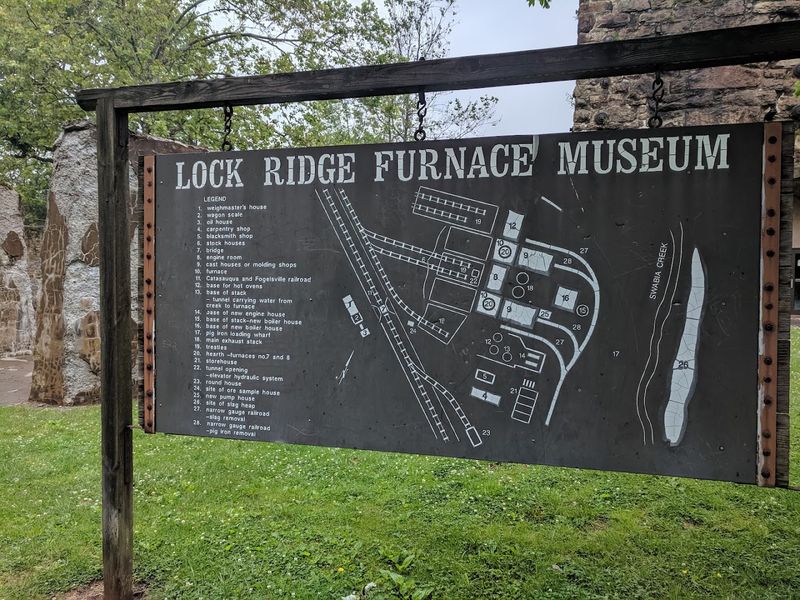 LOCK RIDGE FURNACE MUSEUM
LEGEND
1. weighmaster's house
2. wagon scale
3. oil house
4. carpentry shop
5. blacksmith shop
6. stock houses
7. bridge
8. engine room
9. cast houses or molding shops
10. furnace
11. Catasauqua and Fogelsville railroad
12. base for hot ovens
13. base of stack
– tunnel carrying water from
creek to furnace
14. base of new engine house
15. base of stack–new boiler house
16. base of new boiler house
17. pig iron loading wharf
18. main exhaust stack
19. trestles
20. hearth –furnaces no.7 and 8
21. storehouse
22. tunnel opening
–elevator hydraulic system
23. round house
24. site of ore sample house
25. new pump house
26. site of slag heap
27. narrow gauge railroad
–slag removal
28. narrow gauge railroad
–pig iron removal
SWABIA CREEK